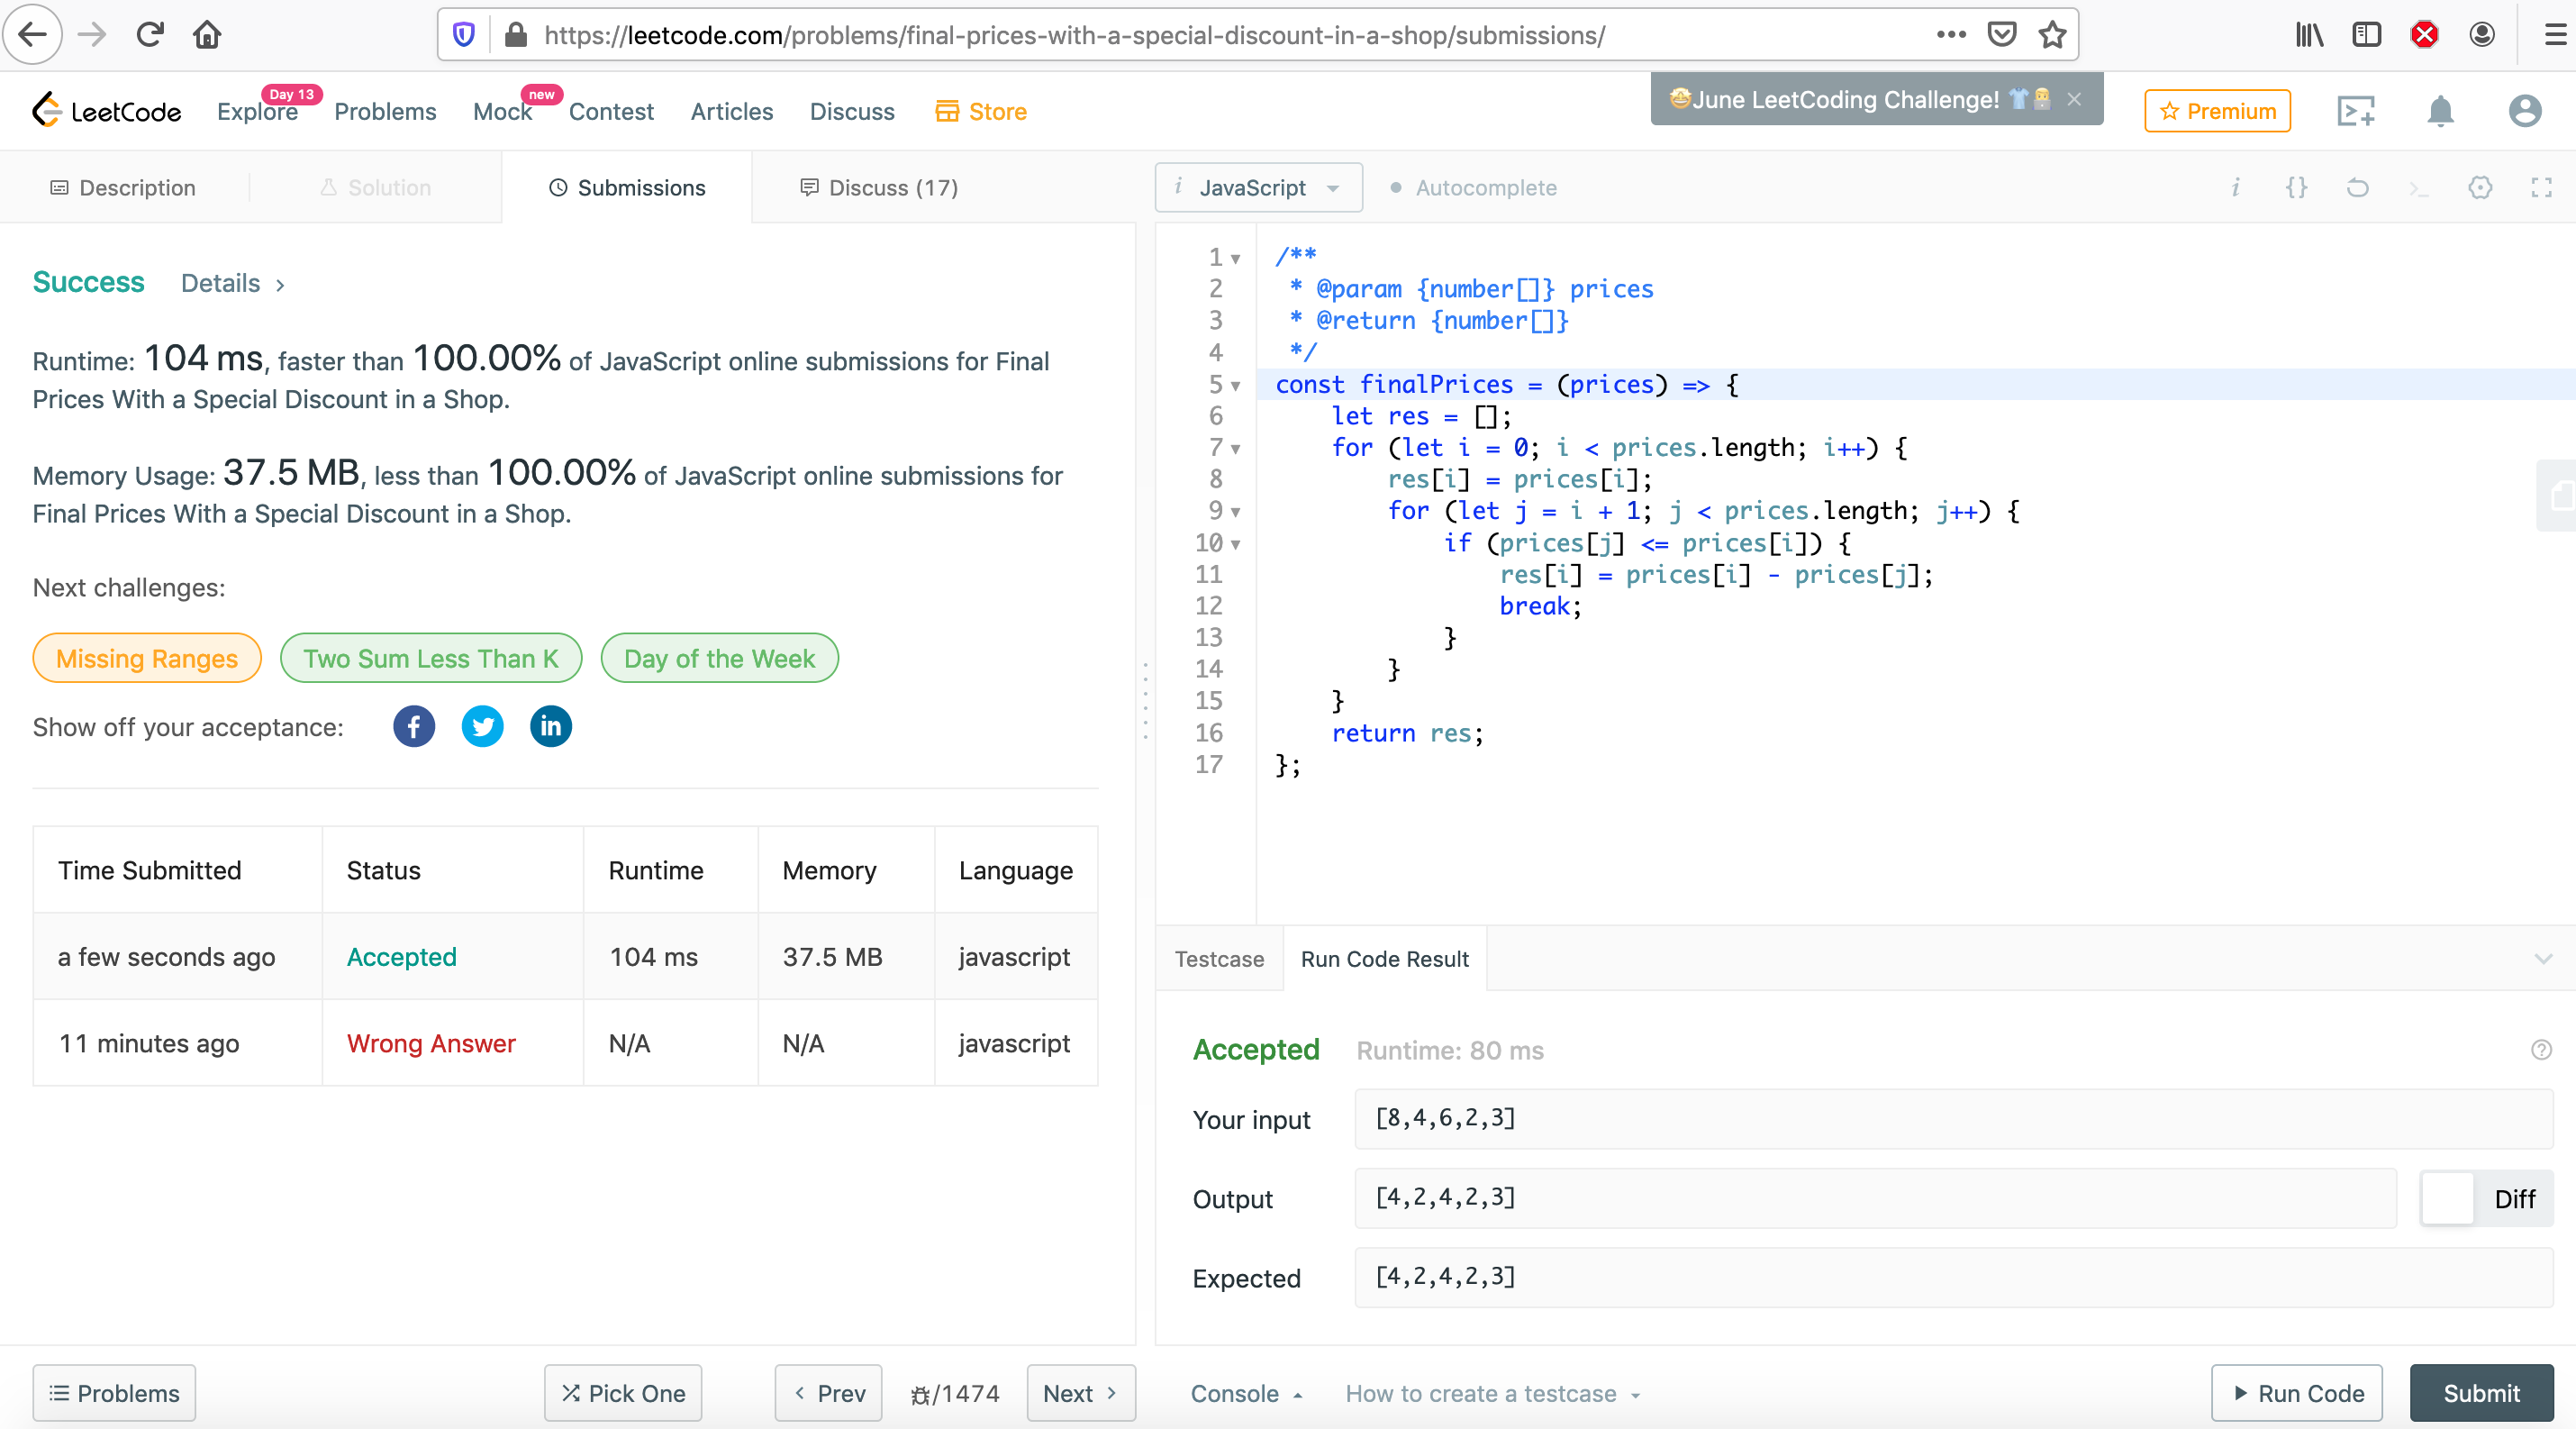 https://leetcode.com/problems/final-prices-with-a-special-discount-in-a-shop/submissions/
LeetCode Explore Day 13 Problems Mock new Contest Articles Discuss Store 🤩June LeetCoding Challenge! 👕 × Premium
Description Solution Submissions Discuss (17)
Success Details >
Runtime: 104 ms, faster than 100.00% of JavaScript online submissions for Final
Prices With a Special Discount in a Shop.
Memory Usage: 37.5 MB, less than 100.00% of JavaScript online submissions for
Final Prices With a Special Discount in a Shop.
Next challenges:
Missing Ranges Two Sum Less Than K Day of the Week
Show off your acceptance:
Time Submitted Status Runtime Memory Language
a few seconds ago Accepted 104 ms 37.5 MB javascript
11 minutes ago Wrong Answer N/A N/A javascript
Problems Pick One < Prev /1474 Next >
i JavaScript Autocomplete
1 /**
2  * @param {number[]} prices
3  * @return {number[]}
4  */
5 const finalPrices = (prices) => {
6     let res = [];
7     for (let i = 0; i < prices.length; i++) {
8         res[i] = prices[i];
9         for (let j = i + 1; j < prices.length; j++) {
10             if (prices[j] <= prices[i]) {
11                 res[i] = prices[i] - prices[j];
12                 break;
13             }
14         }
15     }
16     return res;
17 };
Testcase Run Code Result
Accepted Runtime: 80 ms
Your input [8,4,6,2,3]
Output [4,2,4,2,3] Diff
Expected [4,2,4,2,3]
Console How to create a testcase Run Code Submit